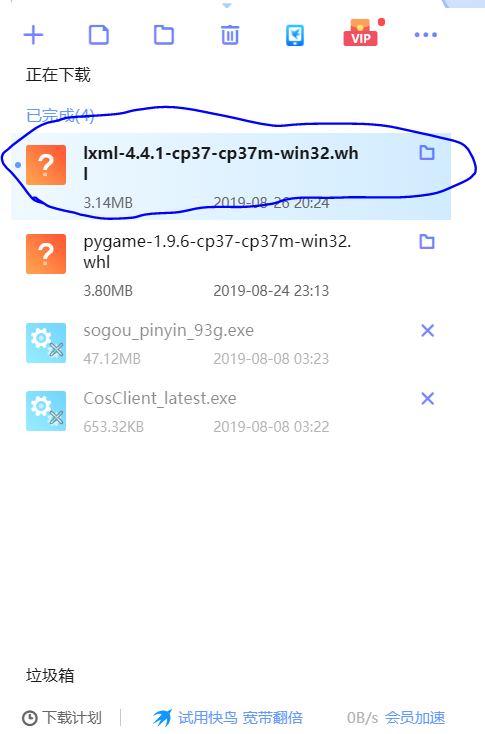 VIP
正在下载
已完成(4)
lxml-4.4.1-cp37-cp37m-win32.wh
l
3.14MB 2019-08-26 20:24
pygame-1.9.6-cp37-cp37m-win32.
whl
3.80MB 2019-08-24 23:13
sogou_pinyin_93g.exe
47.12MB 2019-08-08 03:23
CosClient_latest.exe
653.32KB 2019-08-08 03:22
垃圾箱
下载计划 试用快鸟 宽带翻倍 0B/s 会员加速